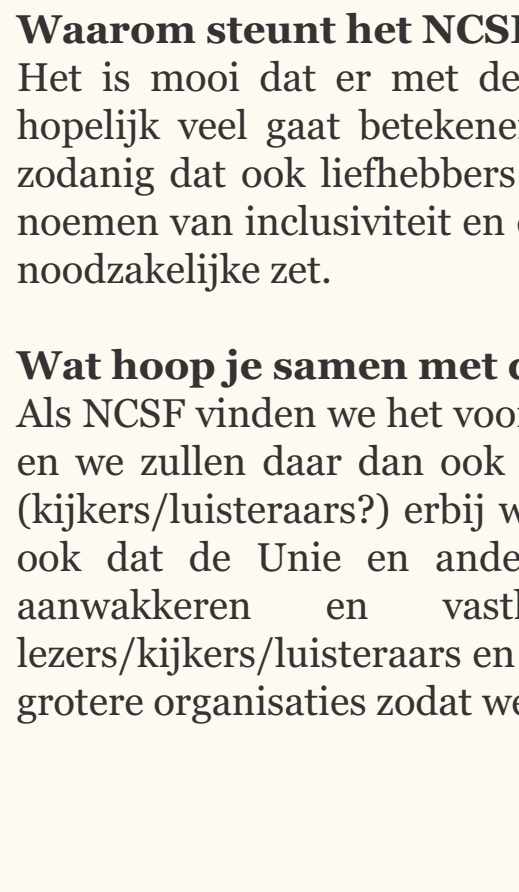 Waarom steunt het NCSF
Het is mooi dat er met de
hopelijk veel gaat betekenen
zodanig dat ook liefhebbers
noemen van inclusiviteit en
noodzakelijke zet.
Wat hoop je samen met
Als NCSF vinden we het voor
en we zullen daar dan ook
(kijkers/luisteraars?) erbij
ook dat de Unie en ande
aanwakkeren en
lezers/kijkers/luisteraars en
grotere organisaties zodat we